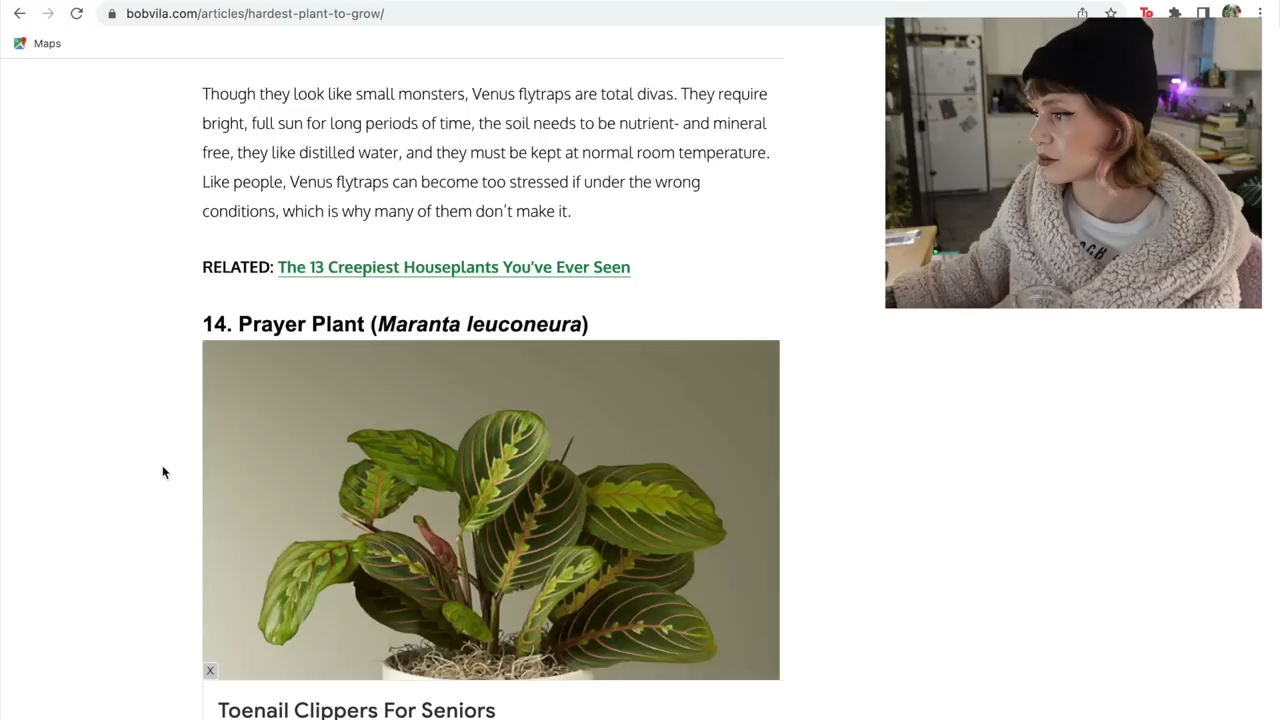 bobvila.com/articles/hardest-plant-to-grow/
Maps
Though they look like small monsters, Venus flytraps are total divas. They require
bright, full sun for long periods of time, the soil needs to be nutrient- and mineral
free, they like distilled water, and they must be kept at normal room temperature.
Like people, Venus flytraps can become too stressed if under the wrong
conditions, which is why many of them don't make it.
RELATED: The 13 Creepiest Houseplants You've Ever Seen
14. Prayer Plant (Maranta leuconeura)
X
Toenail Clippers For Seniors